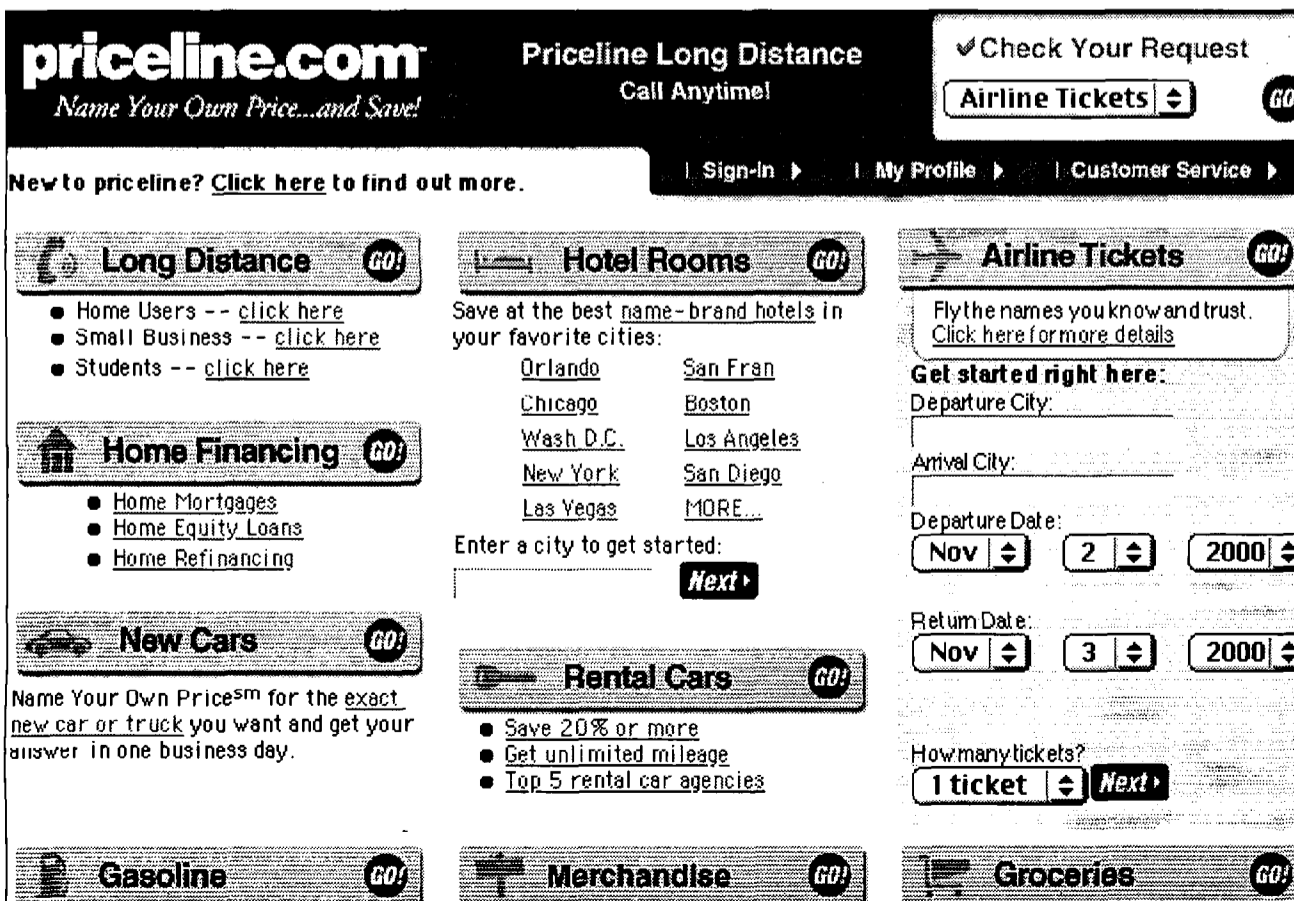 priceline.com
Name Your Own Price...and Save!
Priceline Long Distance
Call Anytime!
✓Check Your Request
Airline Tickets
GO
New to priceline? Click here to find out more.
Sign-In
My Profile
Customer Service
Long Distance GO!
Home Users -- click here
Small Business -- click here
Students -- click here
Home Financing GO!
Home Mortgages
Home Equity Loans
Home Refinancing
New Cars GO!
Name Your Own Pricesm for the exact
new car or truck you want and get your
answer in one business day.
Gasoline GO!
Hotel Rooms GO!
Save at the best name-brand hotels in
your favorite cities:
Orlando San Fran
Chicago Boston
Wash D.C. Los Angeles
New York San Diego
Las Vegas MORE...
Enter a city to get started:
Next
Rental Cars GO!
Save 20% or more
Get unlimited mileage
Top 5 rental car agencies
Merchandise GO!
Airline Tickets GO!
Fly the names you know and trust.
Click here for more details
Get started right here:
Departure City:
Arrival City:
Departure Date:
Nov 2 2000
Return Date:
Nov 3 2000
How many tickets?
1 ticket Next
Groceries GO!